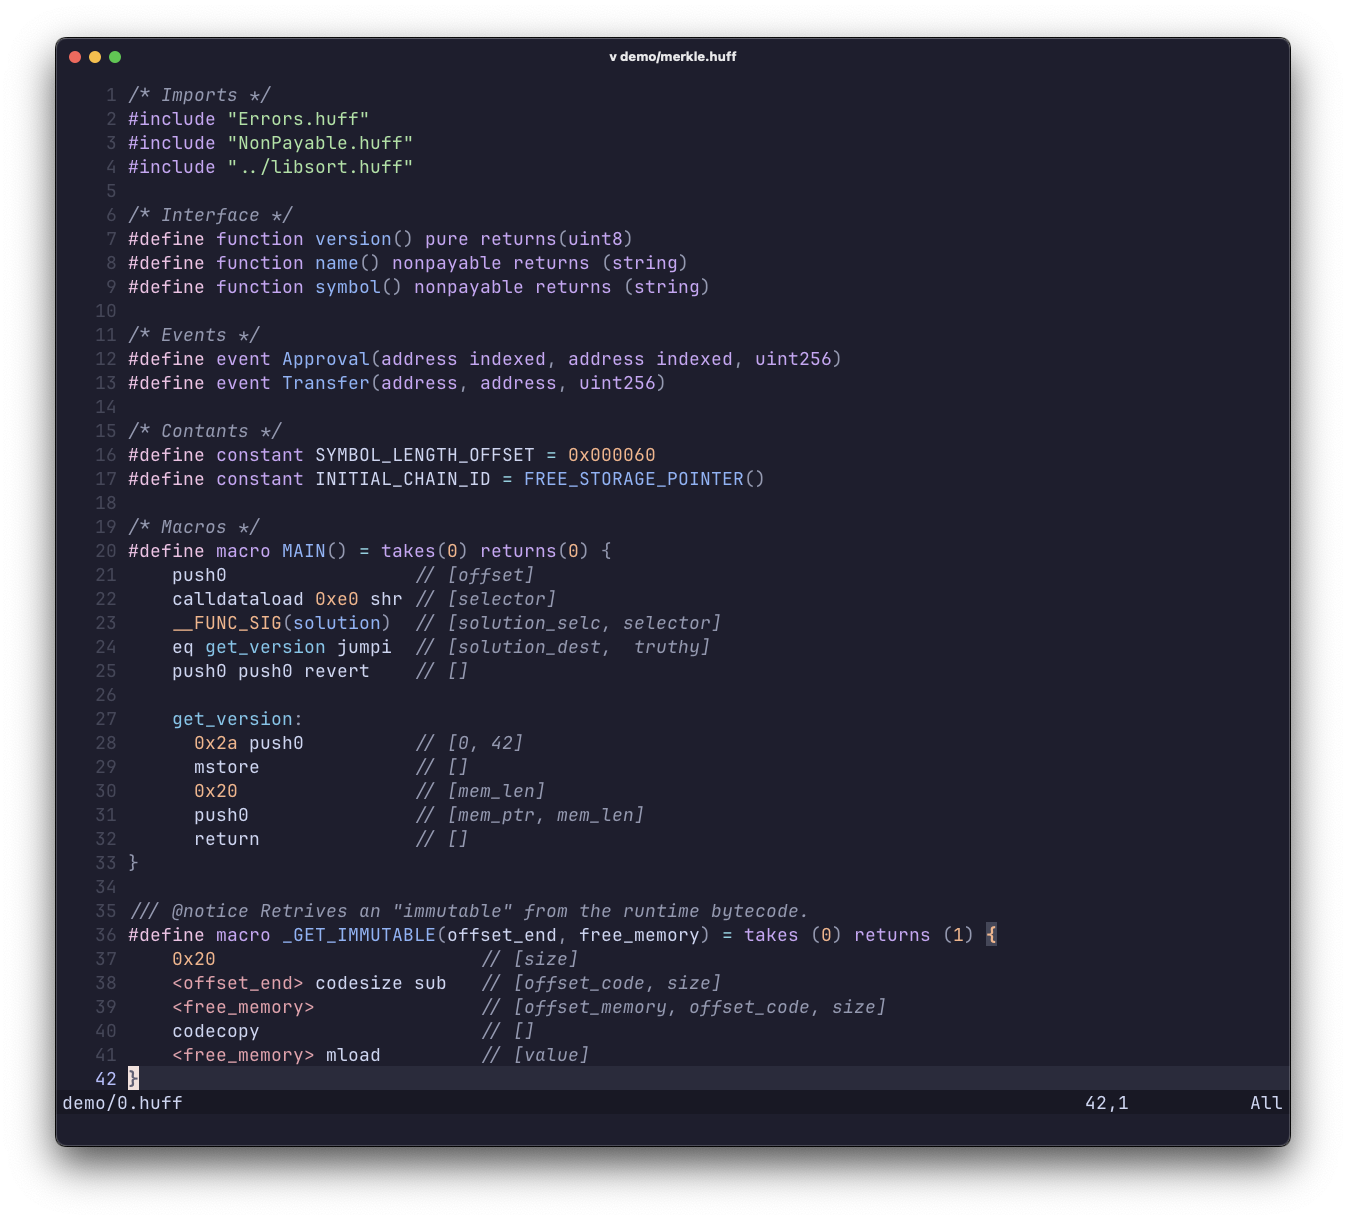 v demo/merkle.huff
1 /* Imports */
2 #include "Errors.huff"
3 #include "NonPayable.huff"
4 #include "../libsort.huff"
5
6 /* Interface */
7 #define function version() pure returns(uint8)
8 #define function name() nonpayable returns (string)
9 #define function symbol() nonpayable returns (string)
10
11 /* Events */
12 #define event Approval(address indexed, address indexed, uint256)
13 #define event Transfer(address, address, uint256)
14
15 /* Contants */
16 #define constant SYMBOL_LENGTH_OFFSET = 0x000060
17 #define constant INITIAL_CHAIN_ID = FREE_STORAGE_POINTER()
18
19 /* Macros */
20 #define macro MAIN() = takes(0) returns(0) {
21     push0                 // [offset]
22     calldataload 0xe0 shr // [selector]
23     __FUNC_SIG(solution)  // [solution_selc, selector]
24     eq get_version jumpi  // [solution_dest,  truthy]
25     push0 push0 revert    // []
26
27     get_version:
28       0x2a push0          // [0, 42]
29       mstore              // []
30       0x20                // [mem_len]
31       push0               // [mem_ptr, mem_len]
32       return              // []
33 }
34
35 /// @notice Retrives an "immutable" from the runtime bytecode.
36 #define macro _GET_IMMUTABLE(offset_end, free_memory) = takes (0) returns (1) {
37     0x20                        // [size]
38     <offset_end> codesize sub   // [offset_code, size]
39     <free_memory>               // [offset_memory, offset_code, size]
40     codecopy                    // []
41     <free_memory> mload         // [value]
42 }
demo/0.huff 42,1 All